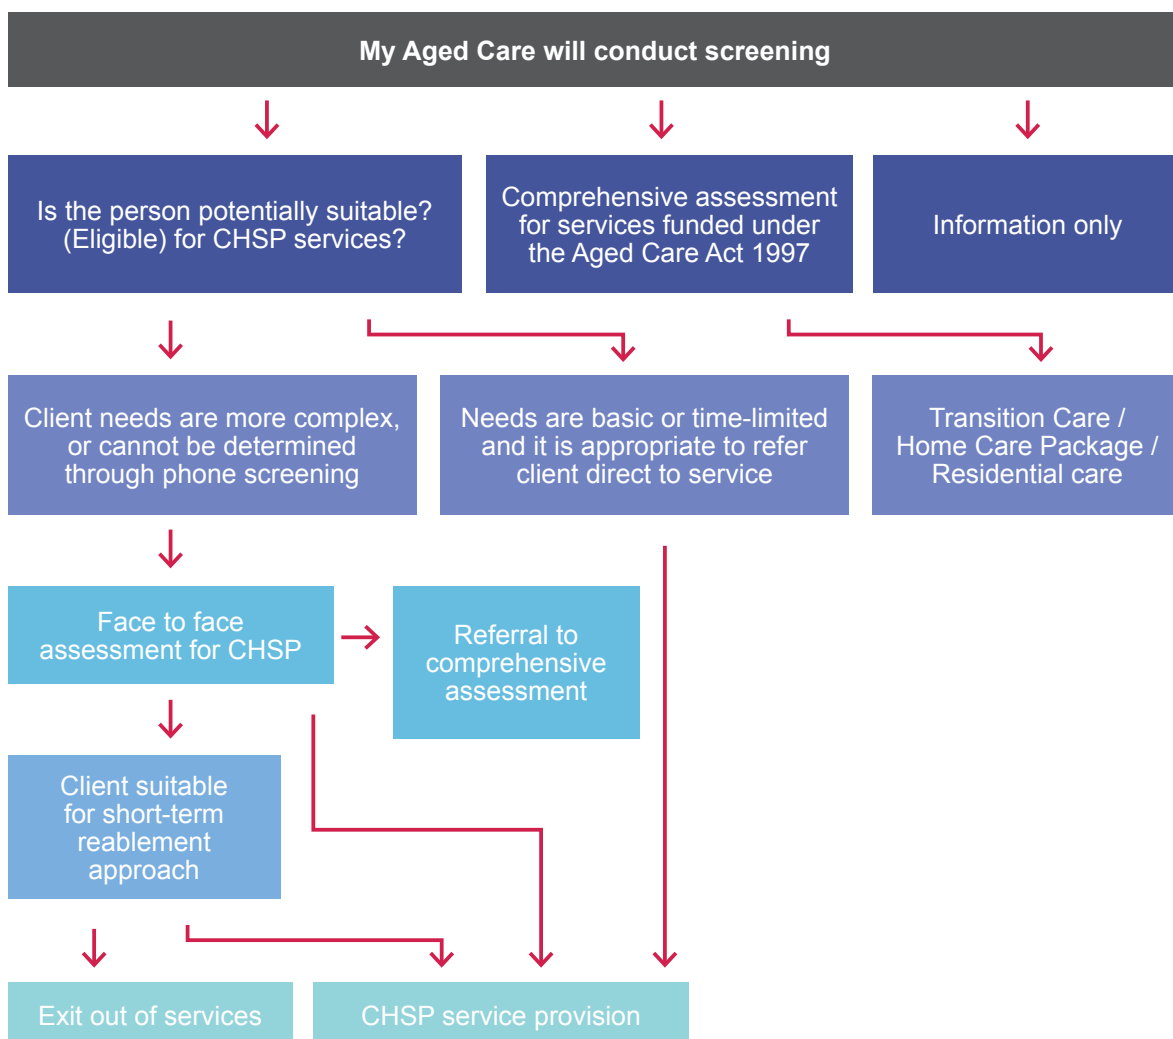 My Aged Care will conduct screening
Is the person potentially suitable?
(Eligible) for CHSP services?
Comprehensive assessment
for services funded under
the Aged Care Act 1997
Information only
Client needs are more complex,
or cannot be determined
through phone screening
Needs are basic or time-limited
and it is appropriate to refer
client direct to service
Transition Care /
Home Care Package /
Residential care
Face to face
assessment for CHSP
Referral to
comprehensive
assessment
Client suitable
for short-term
reablement
approach
Exit out of services
CHSP service provision